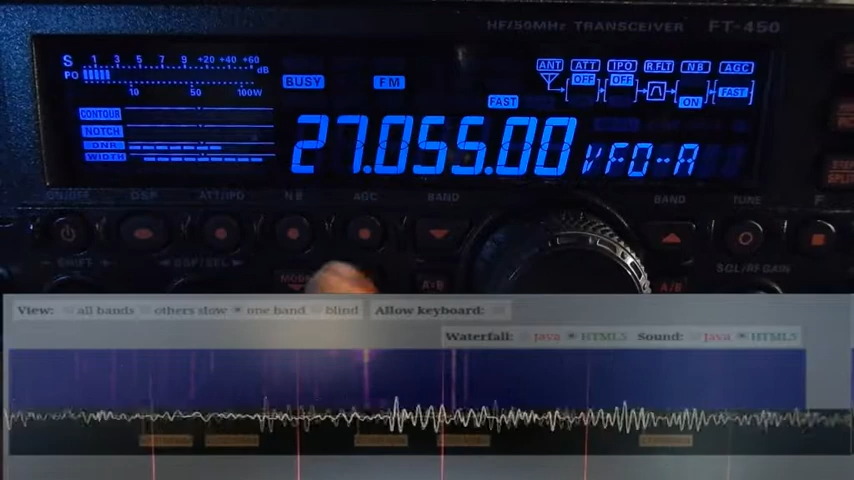 HF/50MHz TRANSCEIVER FT-450
S 1 3 5 7 9 +20 +40 +60 dB
PO
10 50 100W
BUSY FM
ANT ATT IPO R.FLT NB AGC
OFF OFF ON FAST
CONTOUR
NOTCH
DNR
WIDTH
FAST
27.055.00 VFO-A
ON/OFF DSP ATT/IPO NB AGC BAND BAND TUNE F
SHIFT DSP/SEL MODE A=B A/B SQL/RF GAIN
View: all bands others slow one band blind Allow keyboard:
Waterfall: Java HTML5 Sound: Java HTML5